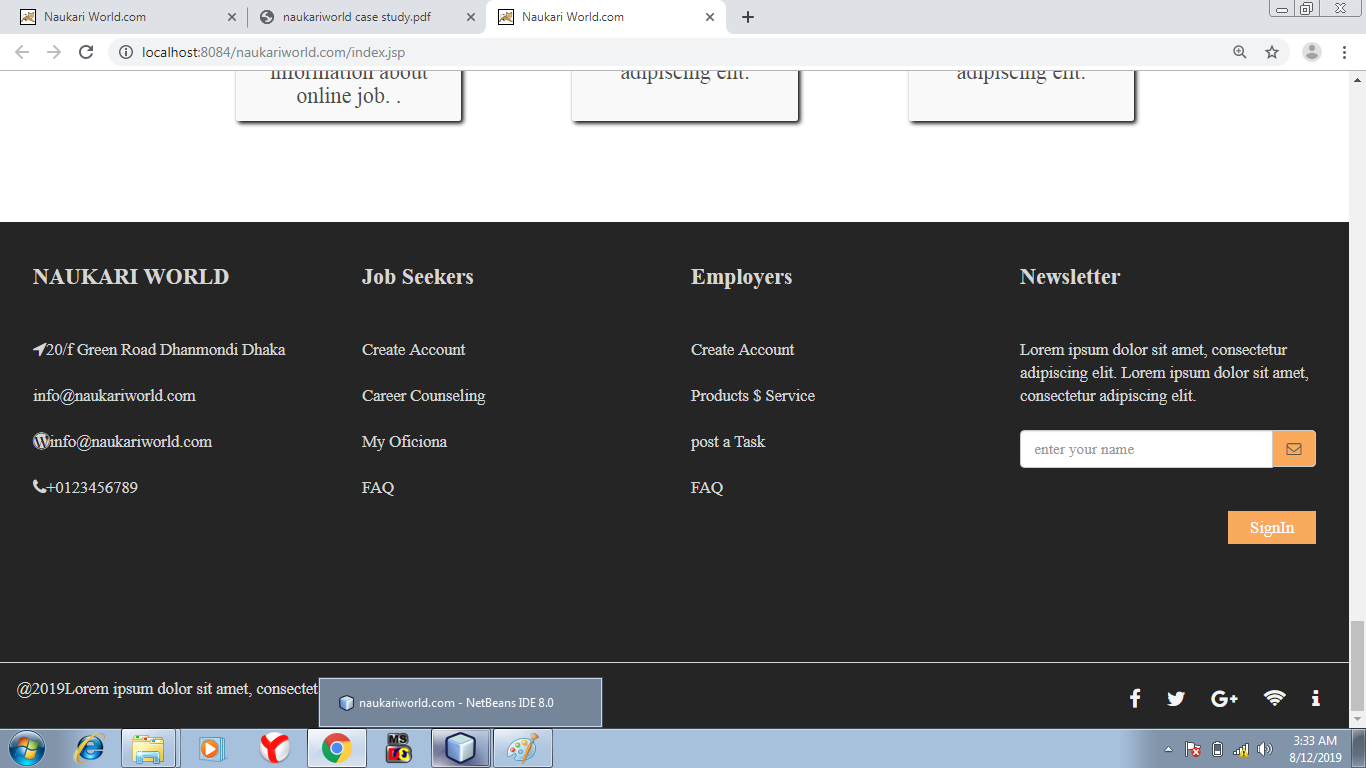 Naukari World.com
naukariworld case study.pdf
Naukari World.com
localhost:8084/naukariworld.com/index.jsp
information about
online job. .
adipiscing elit.
adipiscing elit.
NAUKARI WORLD
20/f Green Road Dhanmondi Dhaka
info@naukariworld.com
info@naukariworld.com
+0123456789
Job Seekers
Create Account
Career Counseling
My Oficiona
FAQ
Employers
Create Account
Products $ Service
post a Task
FAQ
Newsletter
Lorem ipsum dolor sit amet, consectetur
adipiscing elit. Lorem ipsum dolor sit amet,
consectetur adipiscing elit.
enter your name
SignIn
@2019Lorem ipsum dolor sit amet, consectet
naukariworld.com - NetBeans IDE 8.0
MS
3:33 AM
8/12/2019